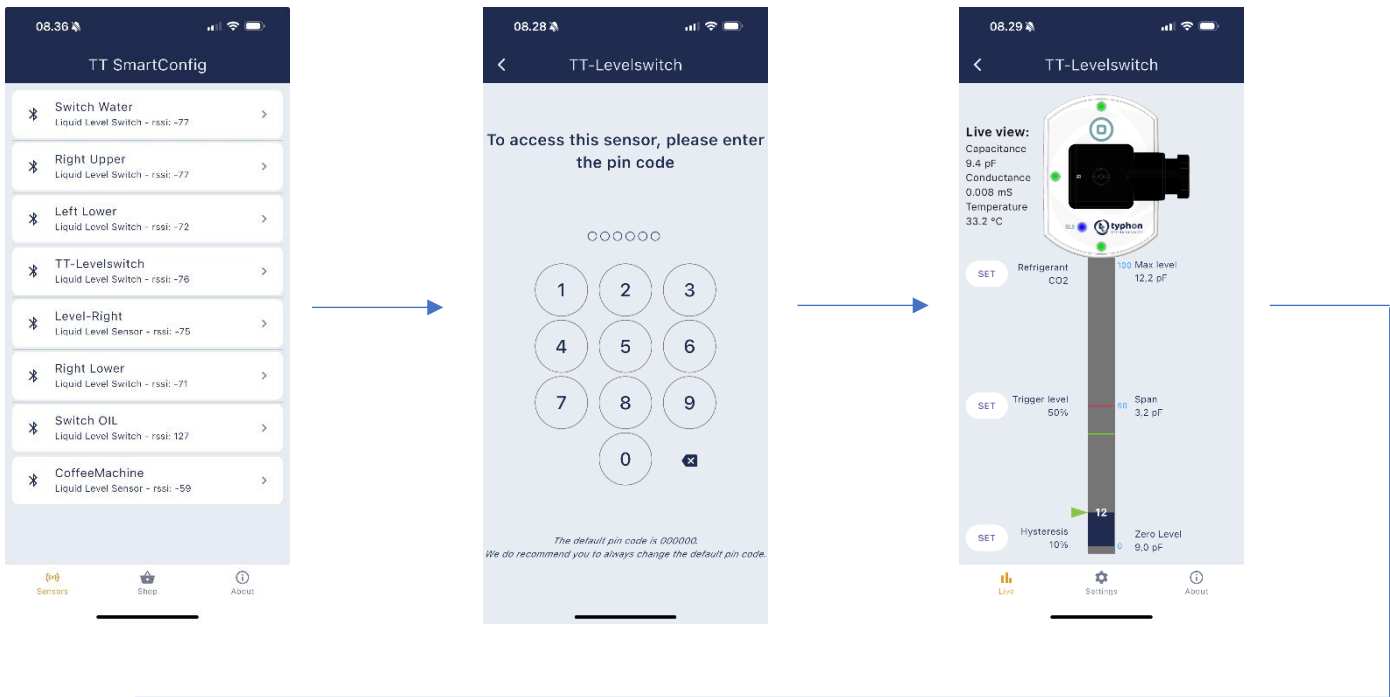 08.36
TT SmartConfig
Switch Water
Liquid Level Switch - rssi: -77
Right Upper
Liquid Level Switch - rssi: -77
Left Lower
Liquid Level Switch - rssi: -72
TT-Levelswitch
Liquid Level Switch - rssi: -76
Level-Right
Liquid Level Sensor - rssi: -75
Right Lower
Liquid Level Switch - rssi: -71
Switch OIL
Liquid Level Switch - rssi: 127
CoffeeMachine
Liquid Level Sensor - rssi: -59
Sensors Shop About
08.28
TT-Levelswitch
To access this sensor, please enter
the pin code
1 2 3
4 5 6
7 8 9
0
The default pin code is 000000.
We do recommend you to always change the default pin code.
08.29
TT-Levelswitch
Live view:
Capacitance
9.4 pF
Conductance
0.008 mS
Temperature
33.2 °C
BLE typhon
SET Refrigerant 100 Max level
CO2 12,2 pF
SET Trigger level 50 Span
50% 3,2 pF
12
SET Hysteresis Zero Level
10% 0 9,0 pF
Live Settings About